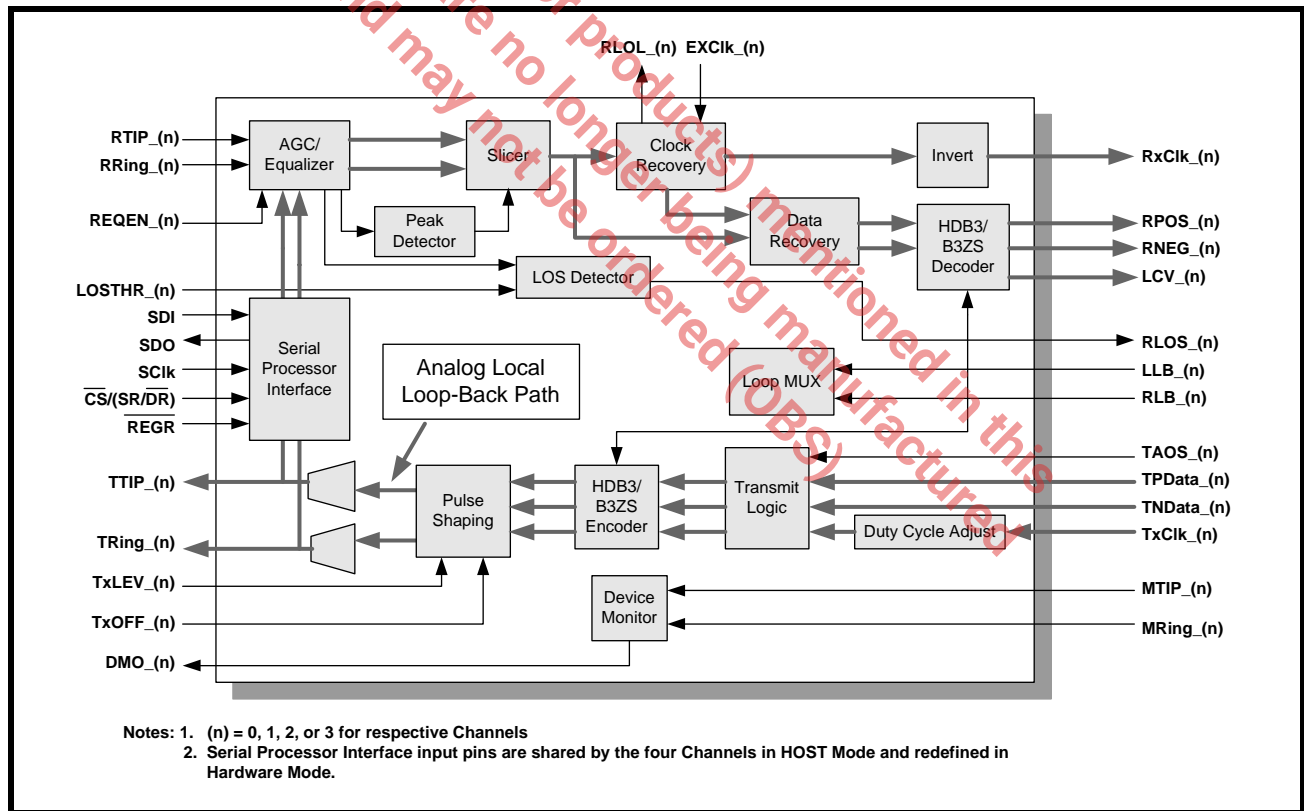 or products) mentioned in this
re no longer being manufactured
nd may not be ordered (OBS)
RLOL_(n) EXClk_(n)
RTIP_(n)
RRing_(n)
REQEN_(n)
LOSTHR_(n)
SDI
SDO
SClk
CS/(SR/DR)
REGR
TTIP_(n)
TRing_(n)
TxLEV_(n)
TxOFF_(n)
DMO_(n)
AGC/
Equalizer
Peak
Detector
Slicer
LOS Detector
Clock
Recovery
Data
Recovery
Invert
HDB3/
B3ZS
Decoder
Serial
Processor
Interface
Analog Local
Loop-Back Path
Loop MUX
Pulse
Shaping
HDB3/
B3ZS
Encoder
Transmit
Logic
Duty Cycle Adjust
Device
Monitor
RxClk_(n)
RPOS_(n)
RNEG_(n)
LCV_(n)
RLOS_(n)
LLB_(n)
RLB_(n)
TAOS_(n)
TPData_(n)
TNData_(n)
TxClk_(n)
MTIP_(n)
MRing_(n)
Notes: 1. (n) = 0, 1, 2, or 3 for respective Channels
2. Serial Processor Interface input pins are shared by the four Channels in HOST Mode and redefined in
Hardware Mode.